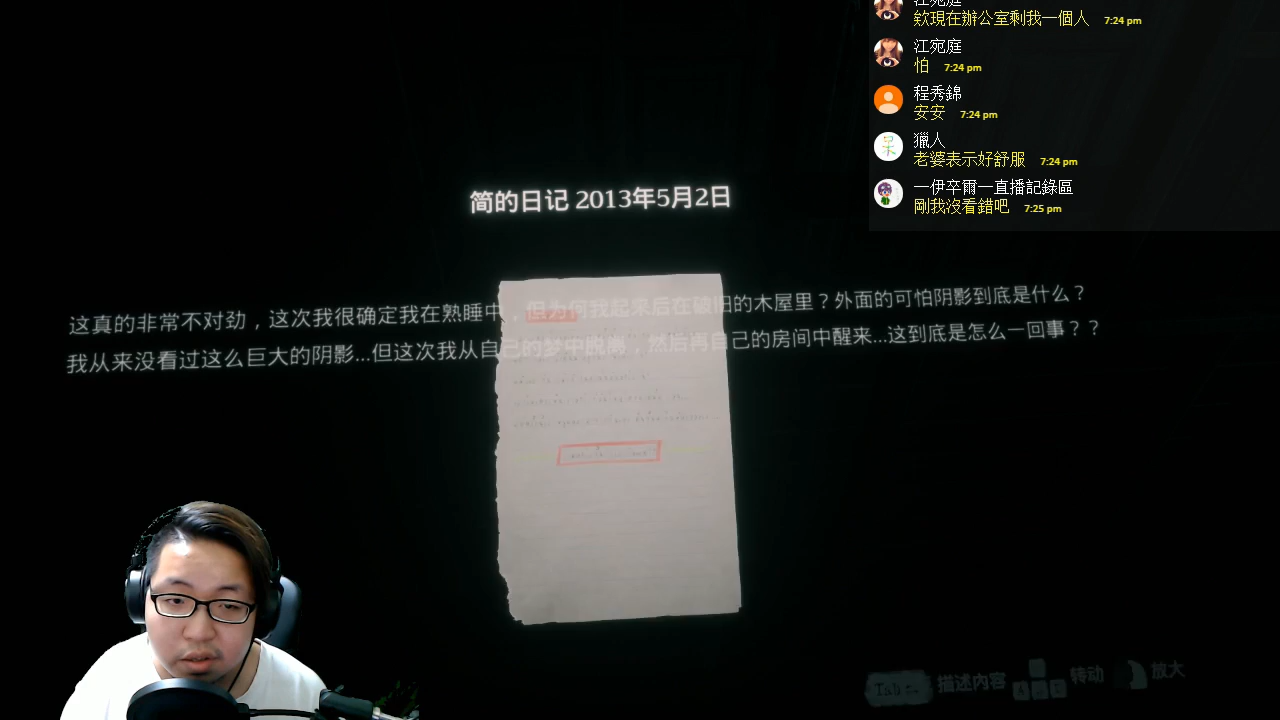 欸現在辦公室剩我一個人 7:24 pm
江宛庭
怕 7:24 pm
程秀錦
安安 7:24 pm
獵人
老婆表示好舒服 7:24 pm
一伊卒爾一直播記錄區
剛我沒看錯吧 7:25 pm
简的日记 2013年5月2日
这真的非常不对劲，这次我很确定我在熟睡中，但为何我起来后在破旧的木屋里？外面的可怕阴影到底是什么？
我从来没看过这么巨大的阴影...但这次我从自己的梦中脱离，然后再自己的房间中醒来...这到底是怎么一回事？？
描述内容 转动 放大